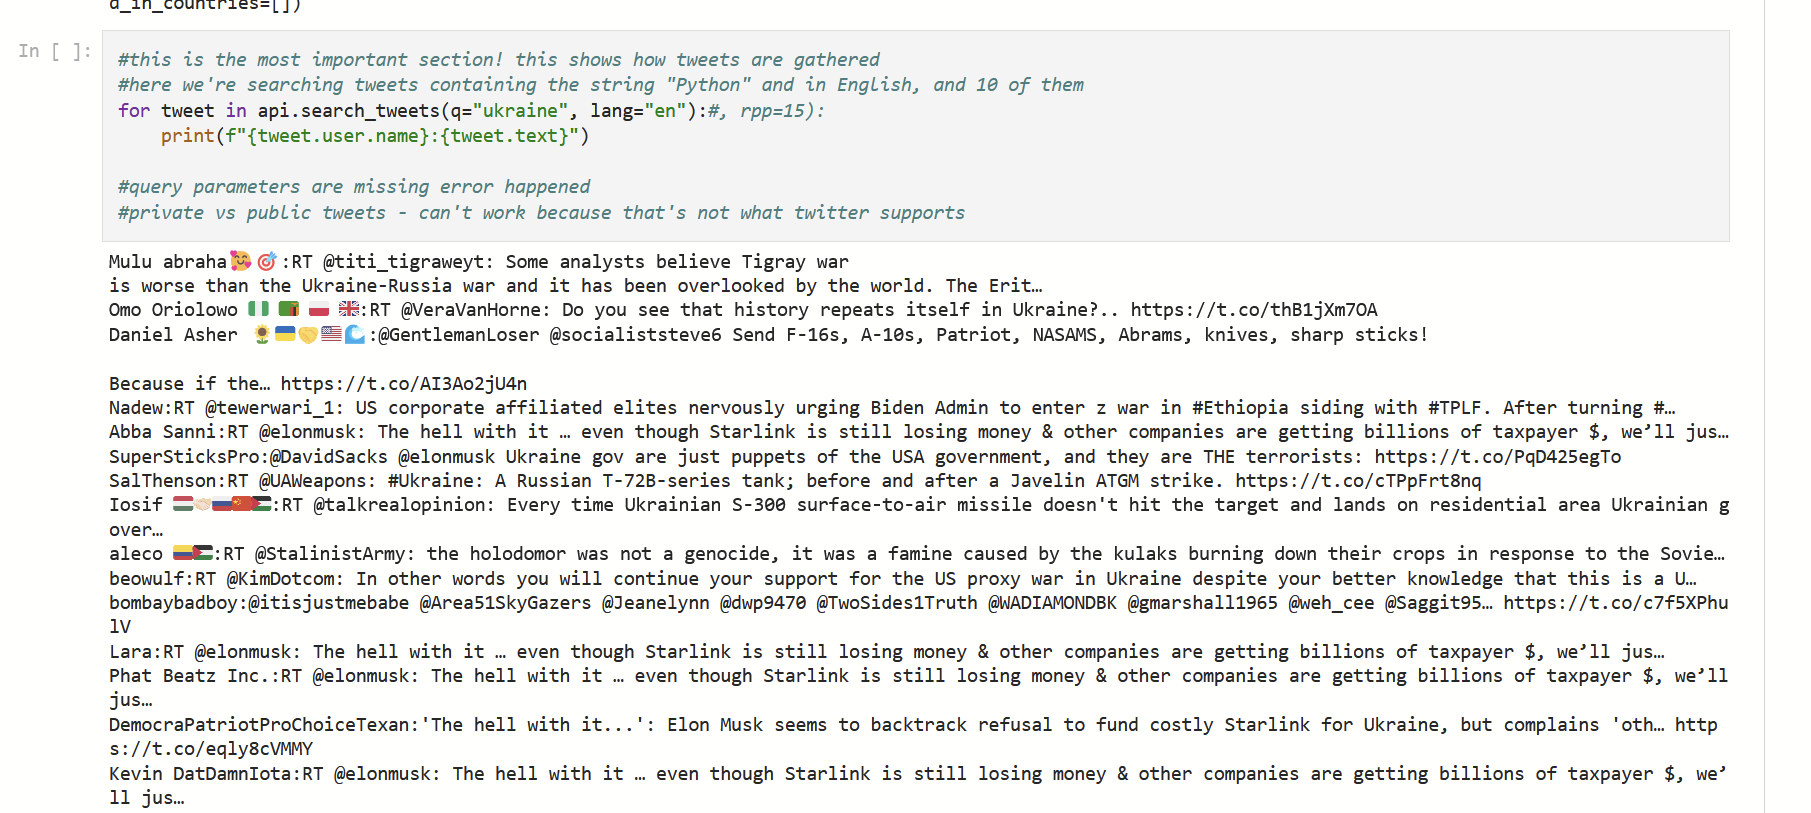 d_in_countries=[])
In [ ]:
#this is the most important section! this shows how tweets are gathered
#here we're searching tweets containing the string "Python" and in English, and 10 of them
for tweet in api.search_tweets(q="ukraine", lang="en"):#, rpp=15):
    print(f"{tweet.user.name}:{tweet.text}")
#query parameters are missing error happened
#private vs public tweets - can't work because that's not what twitter supports
Mulu abraha🥰🎯:RT @titi_tigraweyt: Some analysts believe Tigray war
is worse than the Ukraine-Russia war and it has been overlooked by the world. The Erit…
Omo Oriolowo 🇳🇬 🇿🇲 🇵🇱 🇬🇧:RT @VeraVanHorne: Do you see that history repeats itself in Ukraine?.. https://t.co/thB1jXm7OA
Daniel Asher 🌻🇺🇦🤝🇺🇸🌊:@GentlemanLoser @socialiststeve6 Send F-16s, A-10s, Patriot, NASAMS, Abrams, knives, sharp sticks!
Because if the… https://t.co/AI3Ao2jU4n
Nadew:RT @tewerwari_1: US corporate affiliated elites nervously urging Biden Admin to enter z war in #Ethiopia siding with #TPLF. After turning #…
Abba Sanni:RT @elonmusk: The hell with it … even though Starlink is still losing money & other companies are getting billions of taxpayer $, we’ll jus…
SuperSticksPro:@DavidSacks @elonmusk Ukraine gov are just puppets of the USA government, and they are THE terrorists: https://t.co/PqD425egTo
SalThenson:RT @UAWeapons: #Ukraine: A Russian T-72B-series tank; before and after a Javelin ATGM strike. https://t.co/cTPpFrt8nq
Iosif 🇭🇺🤝🏻🇷🇺🇨🇳🇵🇸:RT @talkrealopinion: Every time Ukrainian S-300 surface-to-air missile doesn't hit the target and lands on residential area Ukrainian g
over…
aleco 🇨🇴🇵🇸:RT @StalinistArmy: the holodomor was not a genocide, it was a famine caused by the kulaks burning down their crops in response to the Sovie…
beowulf:RT @KimDotcom: In other words you will continue your support for the US proxy war in Ukraine despite your better knowledge that this is a U…
bombaybadboy:@itisjustmebabe @Area51SkyGazers @Jeanelynn @dwp9470 @TwoSides1Truth @WADIAMONDBK @gmarshall1965 @weh_cee @Saggit95… https://t.co/c7f5XPhu
lV
Lara:RT @elonmusk: The hell with it … even though Starlink is still losing money & other companies are getting billions of taxpayer $, we’ll jus…
Phat Beatz Inc.:RT @elonmusk: The hell with it … even though Starlink is still losing money & other companies are getting billions of taxpayer $, we’ll
jus…
DemocraPatriotProChoiceTexan:'The hell with it...': Elon Musk seems to backtrack refusal to fund costly Starlink for Ukraine, but complains 'oth… http
s://t.co/eqly8cVMMY
Kevin DatDamnIota:RT @elonmusk: The hell with it … even though Starlink is still losing money & other companies are getting billions of taxpayer $, we’
ll jus…